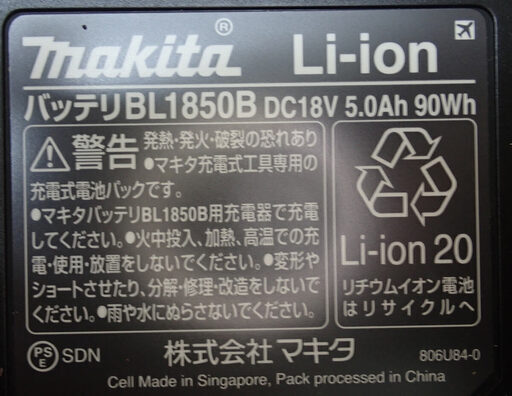 makita® Li-ion
バッテリBL1850B DC18V 5.0Ah 90Wh
警告 発熱・発火・破裂の恐れあり
●マキタ充電式工具専用の
充電式電池パックです。
●マキタバッテリBL1850B用充電器で充電
してください。●火中投入、加熱、高温での充
電・使用・放置をしないでください。●変形や
ショートさせたり、分解・修理・改造をしないで
ください。●雨や水にぬらさないでください。
Li-ion 20
リチウムイオン電池
はリサイクルへ
PS
E SDN 株式会社 マキタ 806U84-0
Cell Made in Singapore, Pack processed in China